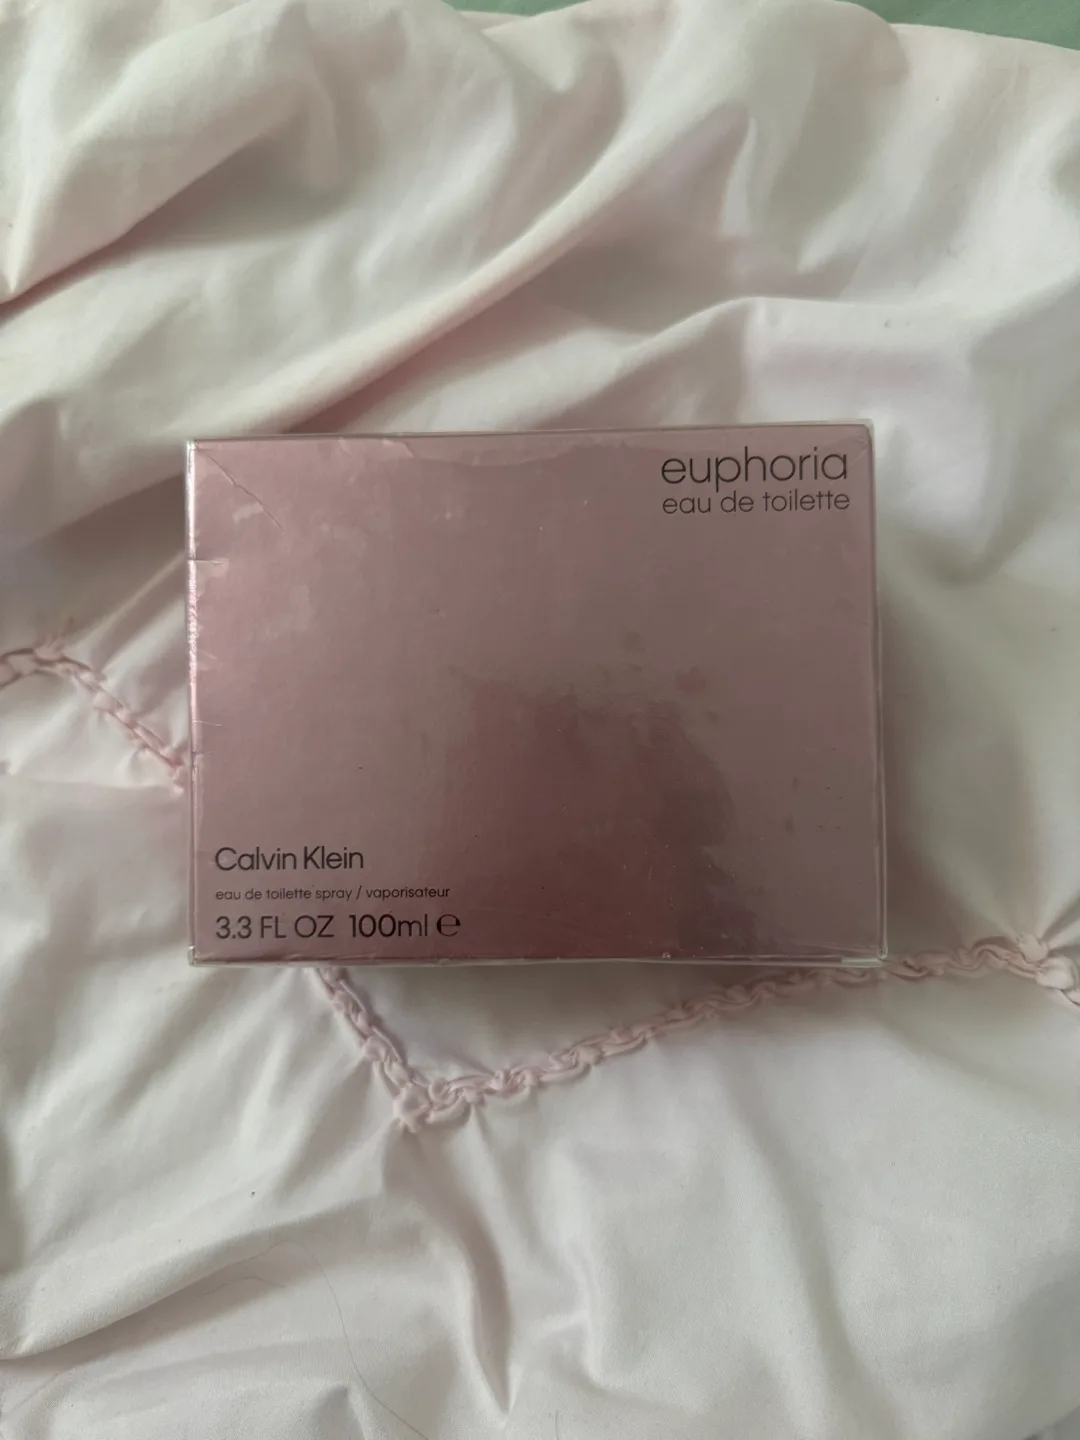 euphoria
eau de toilette
Calvin Klein
eau de toilette spray / vaporisateur
3.3 FL OZ 100ml ℮